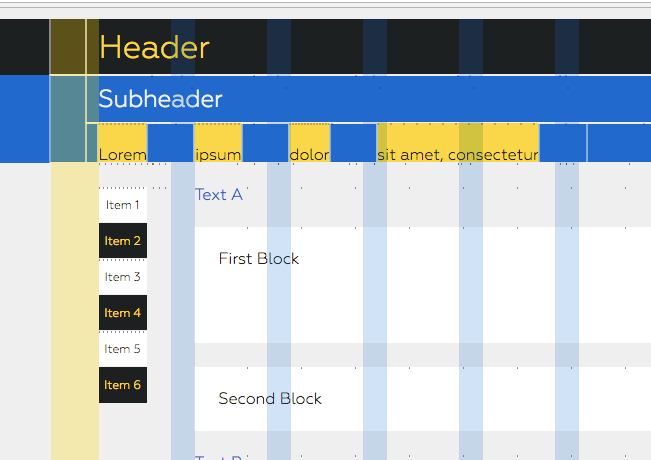 Header
Subheader
Lorem ipsum dolor sit amet, consectetur
Text A
Item 1
Item 2
First Block
Item 3
Item 4
Item 5
Item 6
Second Block